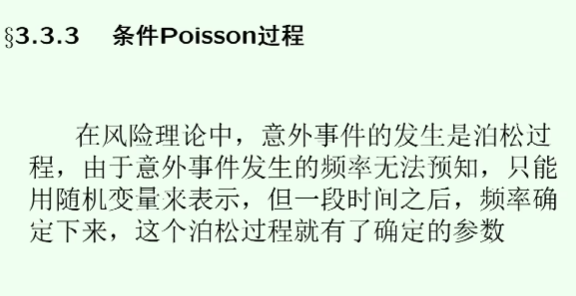 §3.3.3 条件Poisson过程
在风险理论中，意外事件的发生是泊松过
程，由于意外事件发生的频率无法预知，只能
用随机变量来表示，但一段时间之后，频率确
定下来，这个泊松过程就有了确定的参数